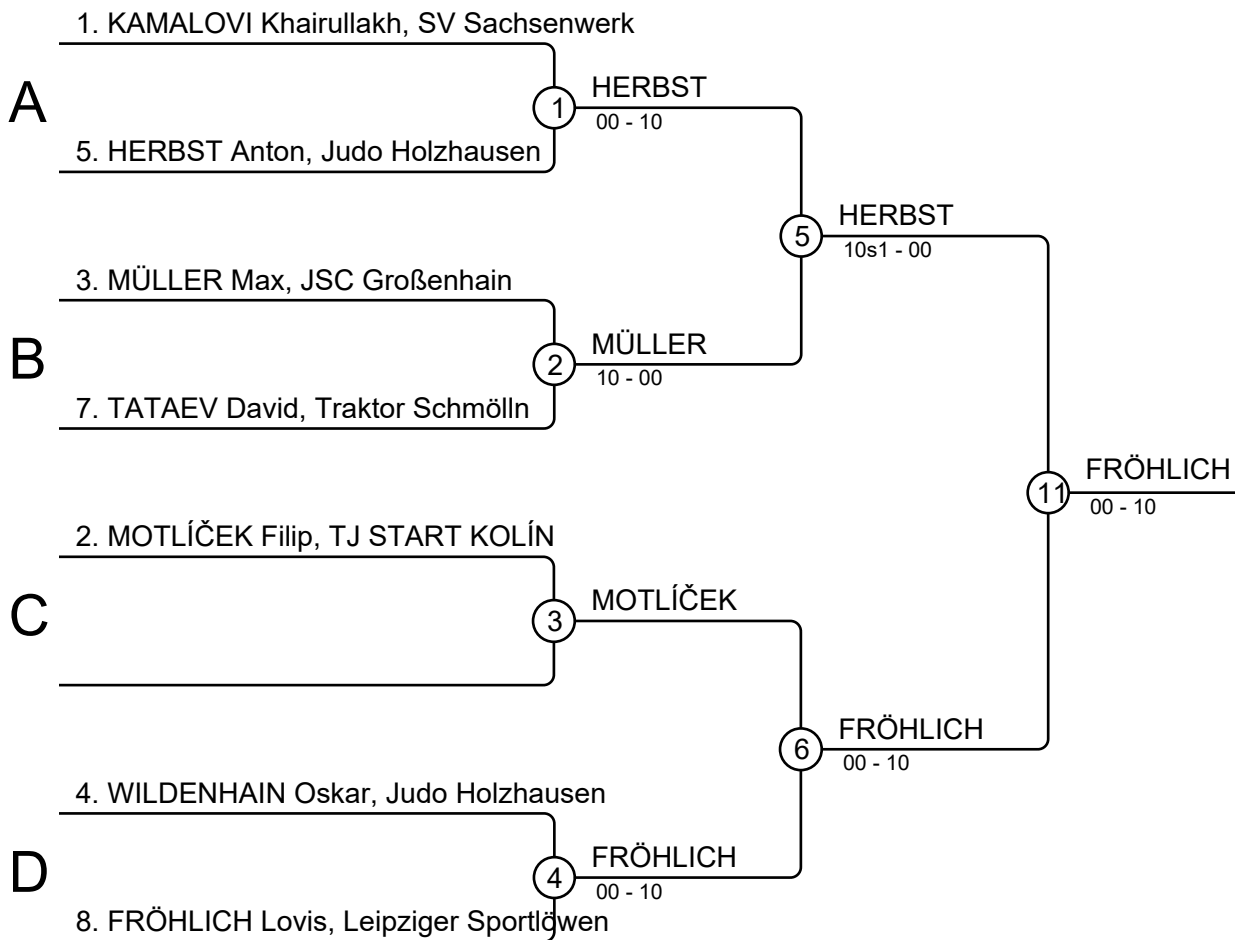 1. KAMALOVI Khairullakh, SV Sachsenwerk
A
1
HERBST
00 - 10
5. HERBST Anton, Judo Holzhausen
5
HERBST
10s1 - 00
3. MÜLLER Max, JSC Großenhain
B
2
MÜLLER
10 - 00
7. TATAEV David, Traktor Schmölln
11
FRÖHLICH
00 - 10
2. MOTLÍČEK Filip, TJ START KOLÍN
C
3
MOTLÍČEK
6
FRÖHLICH
00 - 10
4. WILDENHAIN Oskar, Judo Holzhausen
D
4
FRÖHLICH
00 - 10
8. FRÖHLICH Lovis, Leipziger Sportlöwen